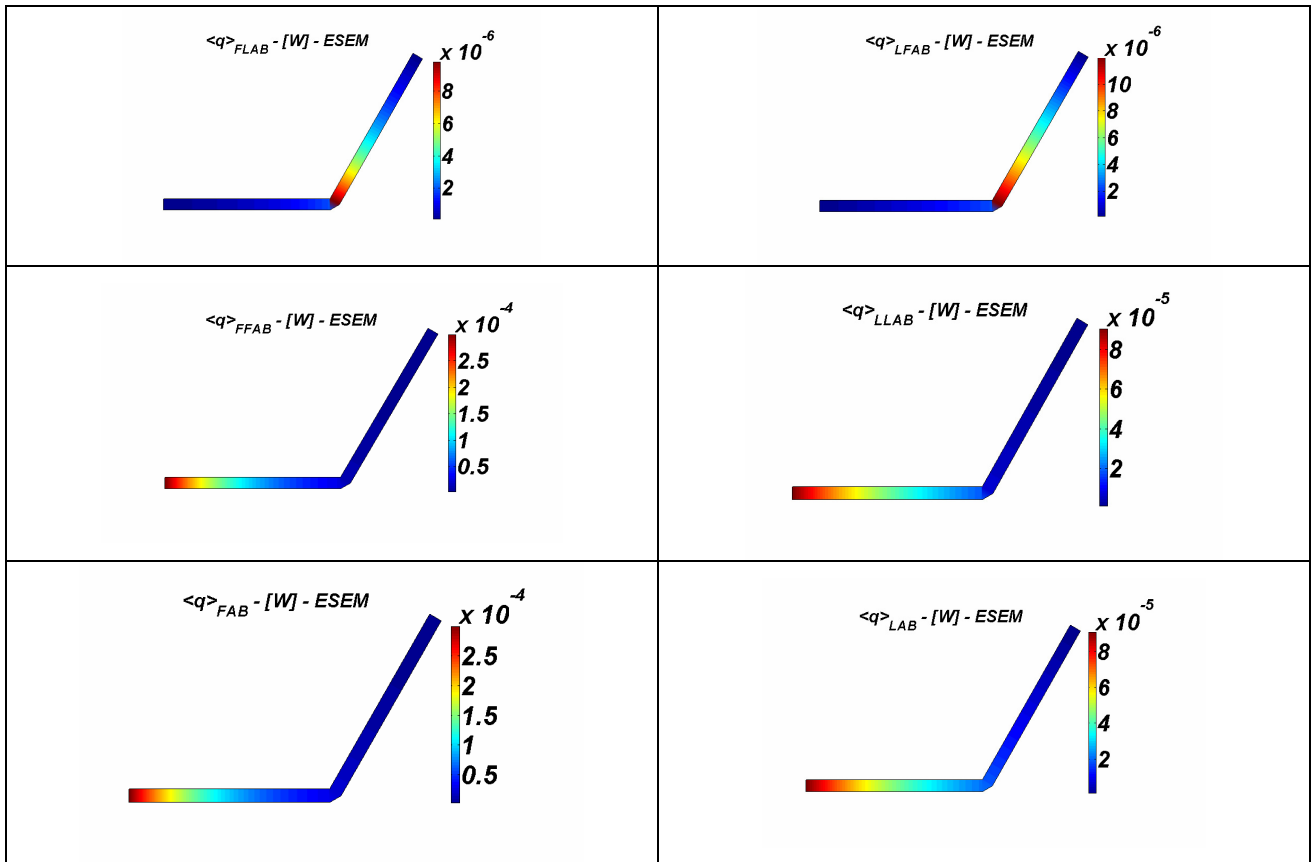 <q>FLAB - [W] - ESEM
x 10-6
8
6
4
2
<q>LFAB - [W] - ESEM
x 10-6
10
8
6
4
2
<q>FFAB - [W] - ESEM
x 10-4
2.5
2
1.5
1
0.5
<q>LLAB - [W] - ESEM
x 10-5
8
6
4
2
<q>FAB - [W] - ESEM
x 10-4
2.5
2
1.5
1
0.5
<q>LAB - [W] - ESEM
x 10-5
8
6
4
2